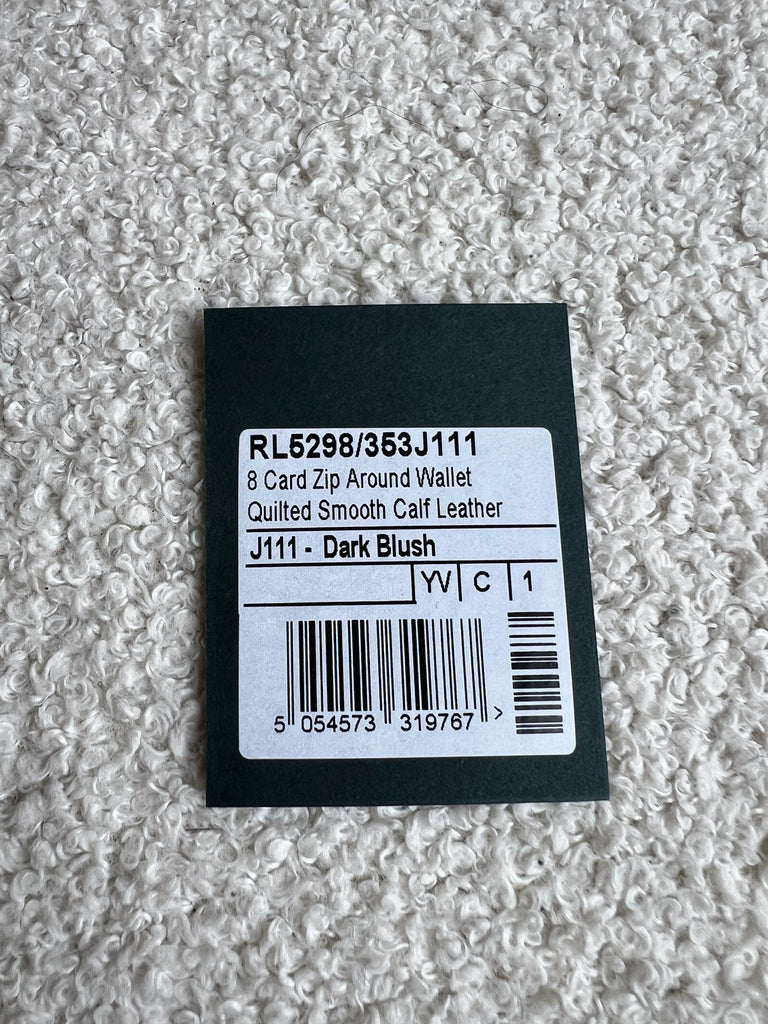 RL5298/353J111
8 Card Zip Around Wallet
Quilted Smooth Calf Leather
J111 - Dark Blush
YV C 1
5 054573 319767 >